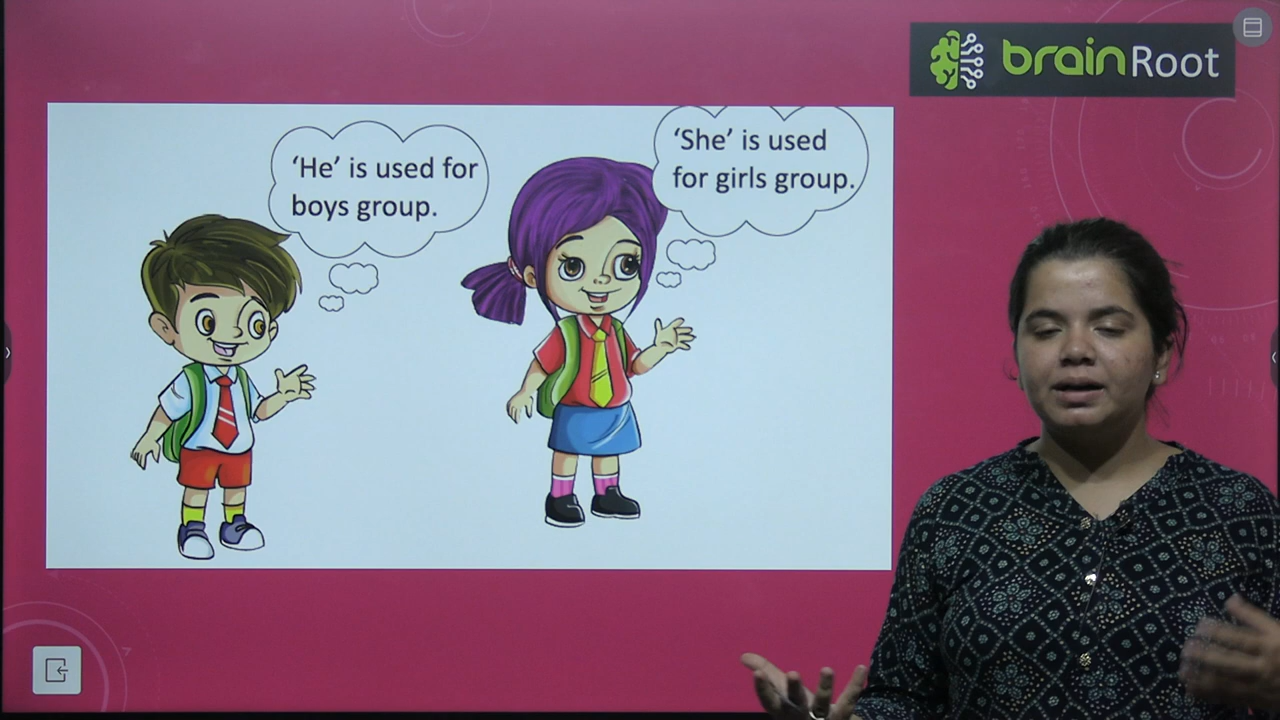 brainRoot
‘He’ is used for
boys group.
‘She’ is used
for girls group.